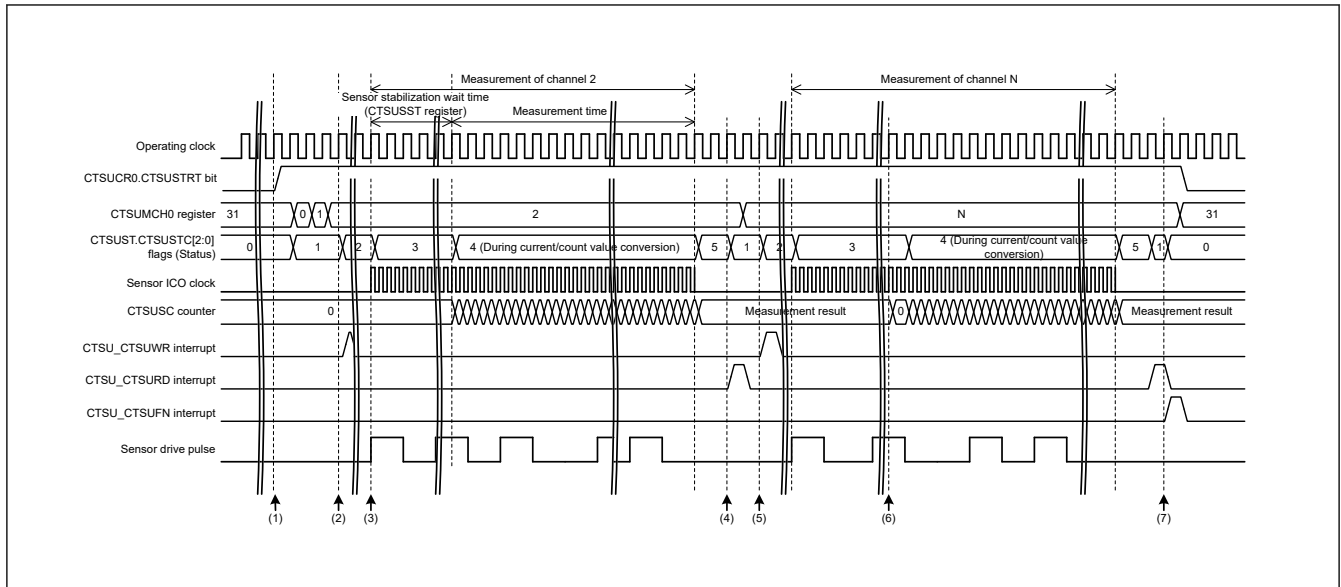 Measurement of channel 2
Measurement of channel N
Sensor stabilization wait time
(CTSUSST register)
Measurement time
Operating clock
CTSUCR0.CTSUSTRT bit
CTSUMCH0 register
31
0
1
2
N
31
CTSUST.CTSUSTC[2:0]
flags (Status)
0
1
2
3
4 (During current/count value conversion)
5
1
2
3
4 (During current/count value
conversion)
5
1
0
Sensor ICO clock
CTSUSC counter
0
Measurement result
0
Measurement result
CTSU_CTSUWR interrupt
CTSU_CTSURD interrupt
CTSU_CTSUFN interrupt
Sensor drive pulse
(1)
(2)
(3)
(4)
(5)
(6)
(7)